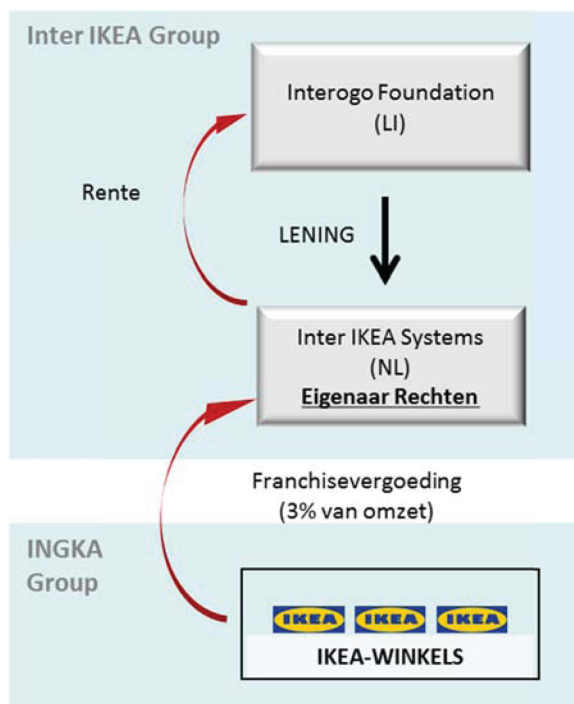 Inter IKEA Group
Interogo Foundation
(LI)
Rente
LENING
Inter IKEA Systems
(NL)
Eigenaar Rechten
Franchisevergoeding
(3% van omzet)
INGKA
Group
IKEA IKEA IKEA
IKEA-WINKELS